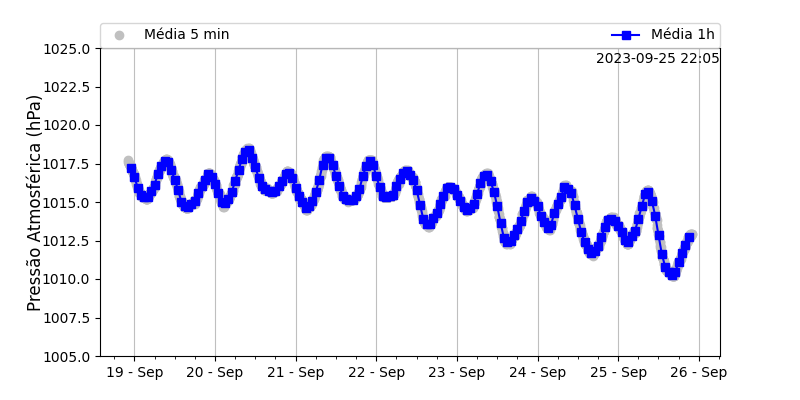 Média 5 min
Média 1h
2023-09-25 22:05
Pressão Atmosférica (hPa)
1025.0
1022.5
1020.0
1017.5
1015.0
1012.5
1010.0
1007.5
1005.0
19 - Sep
20 - Sep
21 - Sep
22 - Sep
23 - Sep
24 - Sep
25 - Sep
26 - Sep